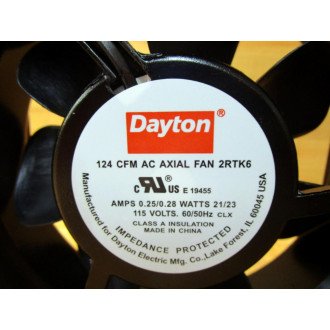 Dayton
124 CFM AC AXIAL FAN 2RTK6
c RU US E 19455
AMPS 0.25/0.28 WATTS 21/23
115 VOLTS. 60/50Hz CLX
CLASS A INSULATION
MADE IN CHINA
IMPEDANCE PROTECTED
Manufactured for Dayton Electric Mfg. Co., Lake Forest, IL 60045 USA